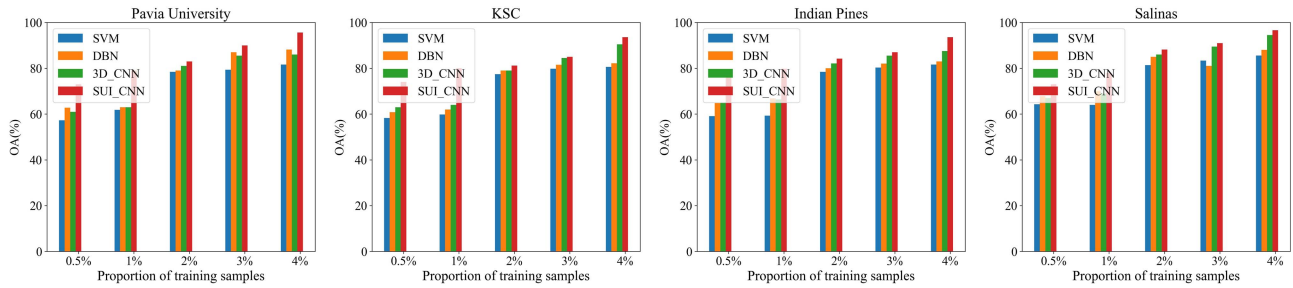 Pavia University
100
80
60
40
20
0
OA(%)
SVM
DBN
3D_CNN
SUI_CNN
0.5% 1% 2% 3% 4%
Proportion of training samples
KSC
100
80
60
40
20
0
OA(%)
SVM
DBN
3D_CNN
SUI_CNN
0.5% 1% 2% 3% 4%
Proportion of training samples
Indian Pines
100
80
60
40
20
0
OA(%)
SVM
DBN
3D_CNN
SUI_CNN
0.5% 1% 2% 3% 4%
Proportion of training samples
Salinas
100
80
60
40
20
0
OA(%)
SVM
DBN
3D_CNN
SUI_CNN
0.5% 1% 2% 3% 4%
Proportion of training samples